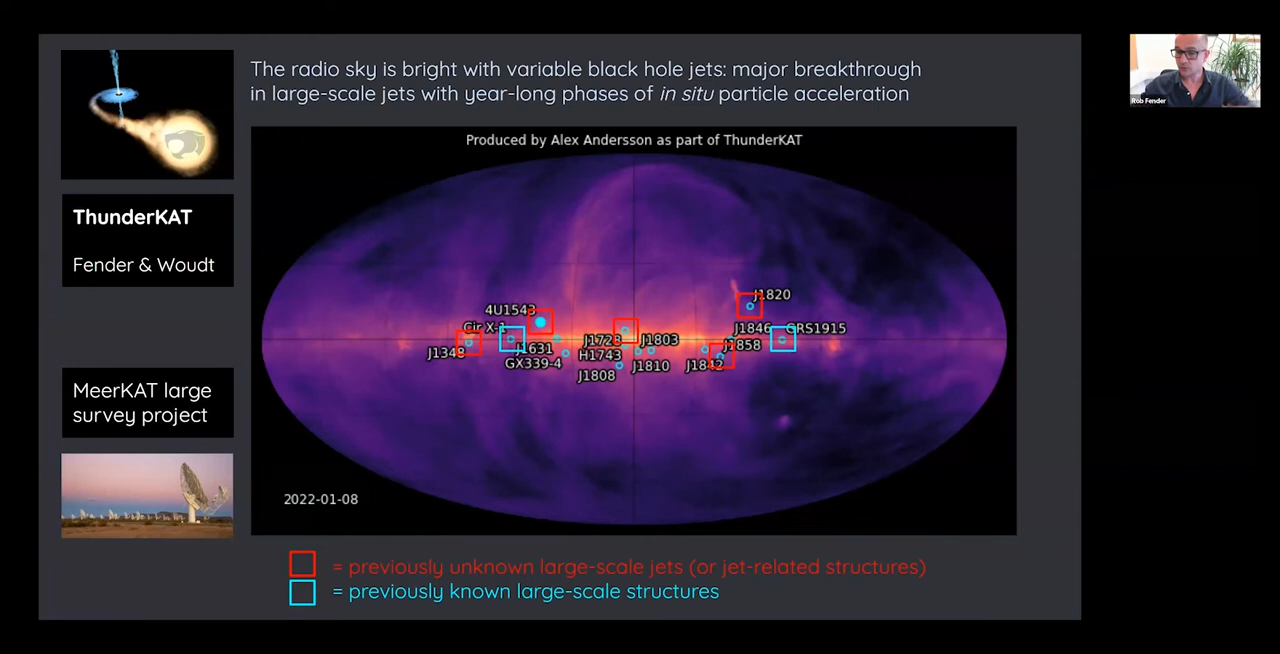 The radio sky is bright with variable black hole jets: major breakthrough
in large-scale jets with year-long phases of in situ particle acceleration
Rob Fender
ThunderKAT
Fender & Woudt
MeerKAT large
survey project
Produced by Alex Andersson as part of ThunderKAT
J1820
4U1543
Cir X-1
J1846
GRS1915
J1348
J1631
J1728
J1803
J1858
GX339-4
H1743
J1808
J1810
J1842
2022-01-08
= previously unknown large-scale jets (or jet-related structures)
= previously known large-scale structures